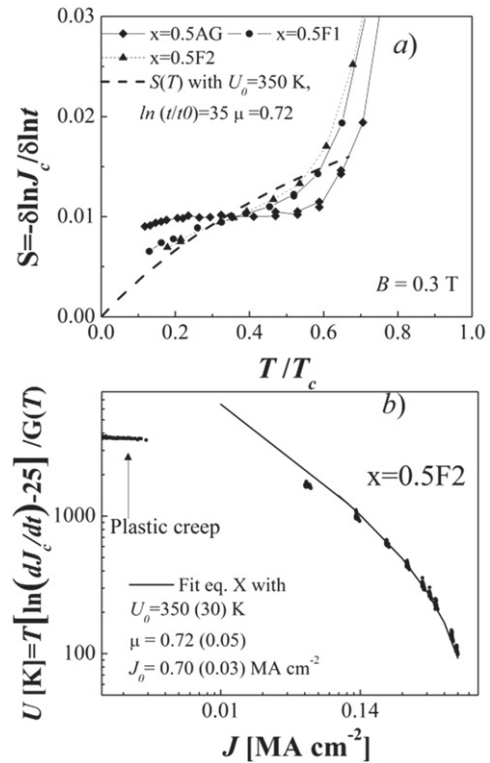 a)
x=0.5AG x=0.5F1
x=0.5F2
S(T) with U0=350 K,
ln (t/t0)=35 μ=0.72
0.03
0.02
0.01
0.00
S=-δlnJc/δlnt
B = 0.3 T
0.0 0.2 0.4 0.6 0.8 1.0
T/Tc
b)
x=0.5F2
1000
100
U [K]=T[ln(dJc/dt)-25]/G(T)
Plastic creep
Fit eq. X with
U0=350 (30) K
μ = 0.72 (0.05)
J0= 0.70 (0.03) MA cm-2
0.01 0.14
J [MA cm-2]